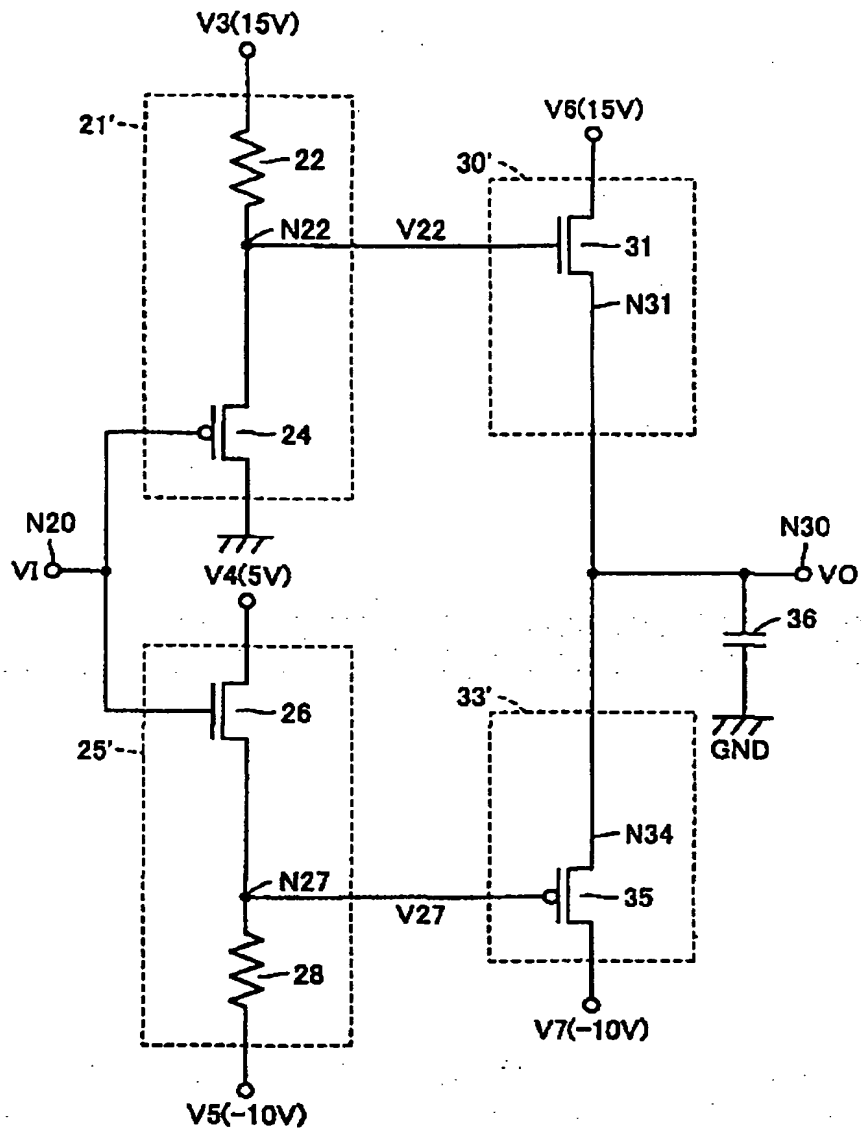 V3(15V)
21'
22
V6(15V)
30'
N22
V22
31
N31
24
N20
VI
V4(5V)
N30
VO
36
26
33'
25'
GND
N34
N27
V27
35
28
V7(-10V)
V5(-10V)